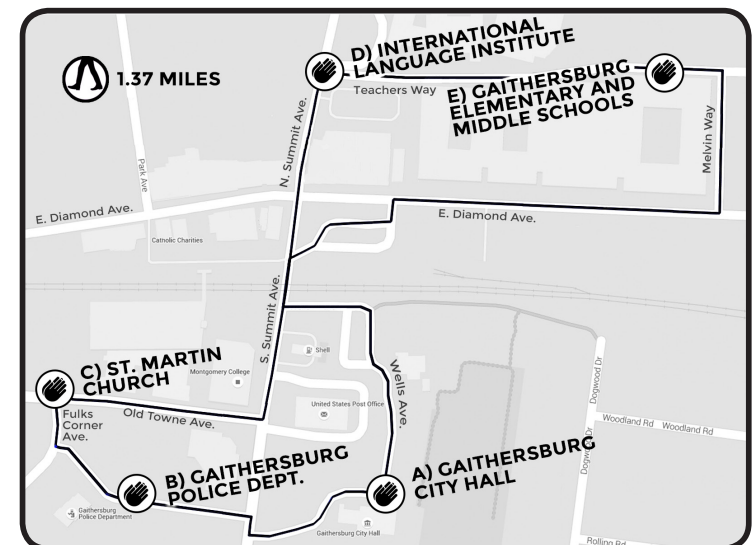 1.37 MILES
D) INTERNATIONAL
LANGUAGE INSTITUTE
E) GAITHERSBURG
ELEMENTARY AND
MIDDLE SCHOOLS
Teachers Way
N. Summit Ave.
Melvin Way
Park Ave
E. Diamond Ave.
E. Diamond Ave.
Catholic Charities
S. Summit Ave.
Shell
C) ST. MARTIN
CHURCH
Montgomery College
Wells Ave.
Dogwood Dr
United States Post Office
Fulks
Corner
Ave.
Old Towne Ave.
Woodland Rd
Woodland Rd
Dogwood Dr
B) GAITHERSBURG
POLICE DEPT.
A) GAITHERSBURG
CITY HALL
Gaithersburg
Police Department
Gaithersburg City Hall
Rolling Rd